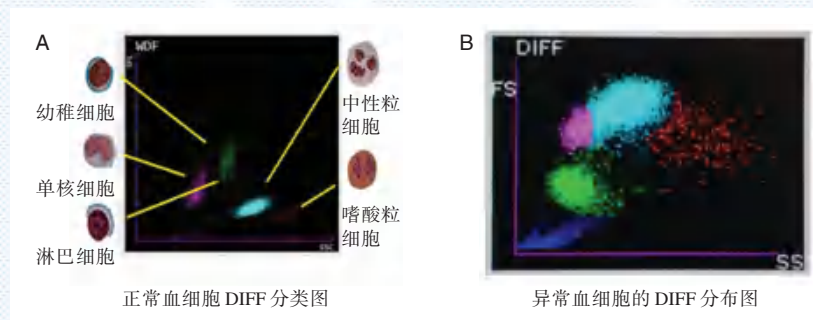 A
WDF
S
幼稚细胞
单核细胞
淋巴细胞
中性粒
细胞
嗜酸粒
细胞
SSC
正常血细胞 DIFF 分类图
B
DIFF
FS
SS
异常血细胞的 DIFF 分布图